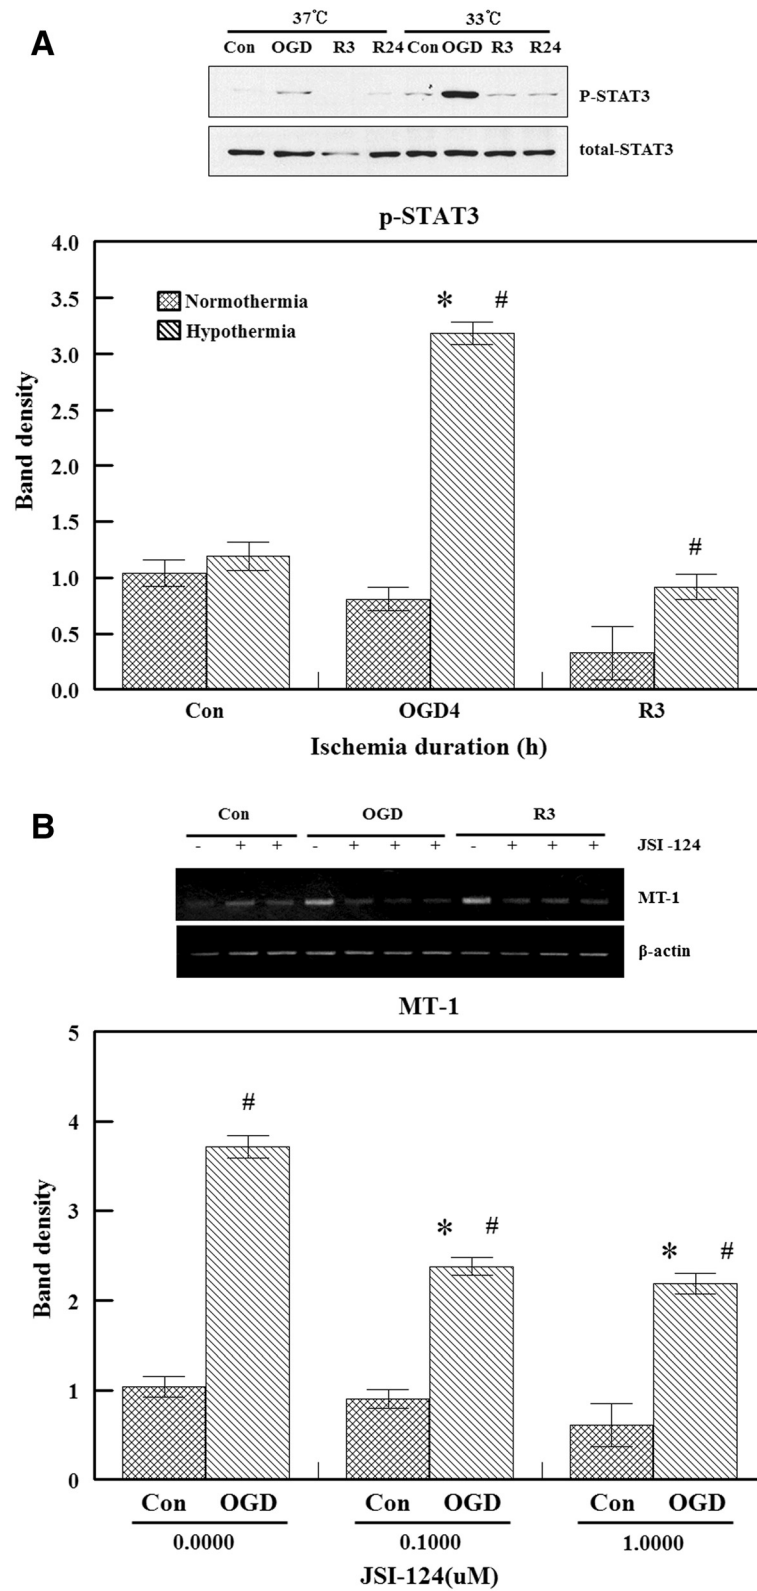 A
37℃ 33℃
Con OGD R3 R24 Con OGD R3 R24
P-STAT3
total-STAT3
p-STAT3
4.0
3.5
3.0
2.5
2.0
1.5
1.0
0.5
0.0
Band density
Normothermia
Hypothermia
* #
#
Con OGD4 R3
Ischemia duration (h)
B
Con OGD R3
- + + - + + + - + + + JSI-124
MT-1
β-actin
MT-1
5
4
3
2
1
0
Band density
#
* #
* #
Con OGD Con OGD Con OGD
0.0000 0.1000 1.0000
JSI-124(uM)